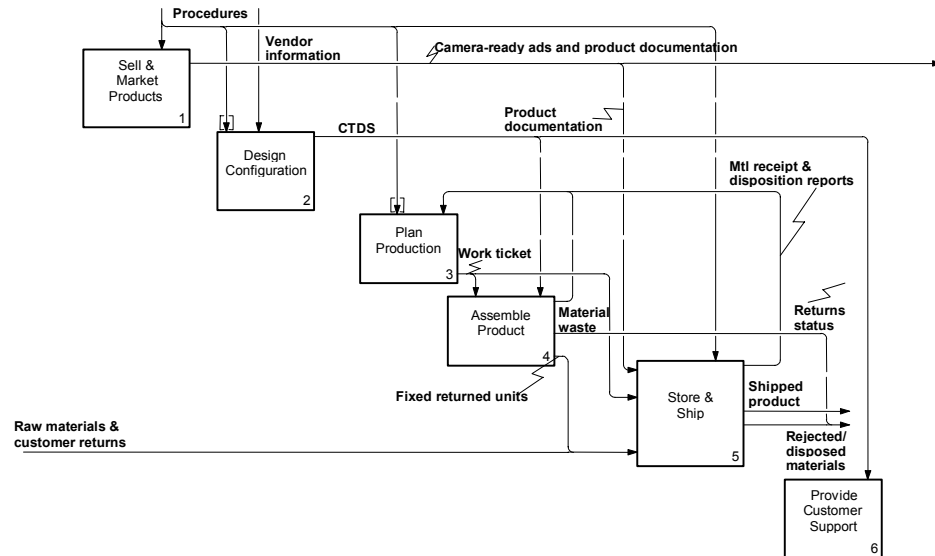 Procedures
Vendor
information
Camera-ready ads and product documentation
Sell &
Market
Products
1
Product
documentation
CTDS
Design
Configuration
2
Mtl receipt &
disposition reports
Plan
Production
3
Work ticket
Assemble
Product
4
Material
waste
Returns
status
Fixed returned units
Store &
Ship
5
Shipped
product
Raw materials &
customer returns
Rejected/
disposed
materials
Provide
Customer
Support
6